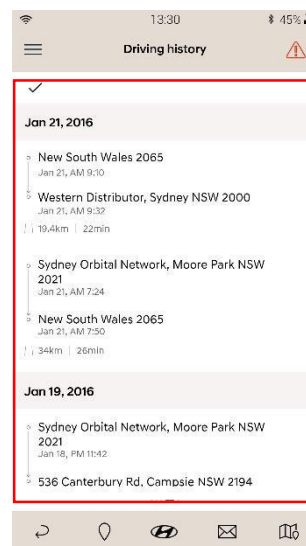 13:30
45%
Driving history
Jan 21, 2016
New South Wales 2065
Jan 21, AM 9:10
Western Distributor, Sydney NSW 2000
Jan 21, AM 9:32
19.4km | 22min
Sydney Orbital Network, Moore Park NSW
2021
Jan 21, AM 7:24
New South Wales 2065
Jan 21, AM 7:50
34km | 26min
Jan 19, 2016
Sydney Orbital Network, Moore Park NSW
2021
Jan 18, PM 11:42
536 Canterbury Rd, Campsie NSW 2194